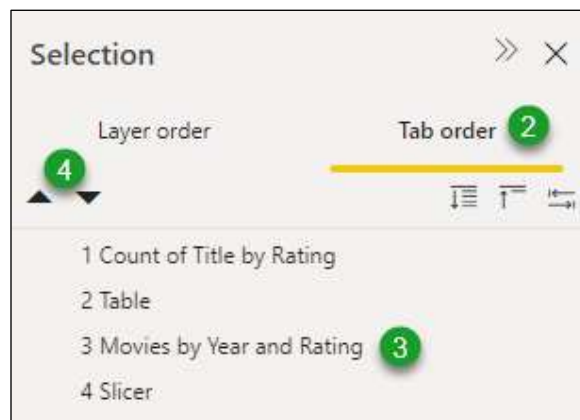 Selection
Layer order Tab order 2
4
1 Count of Title by Rating
2 Table
3 Movies by Year and Rating 3
4 Slicer